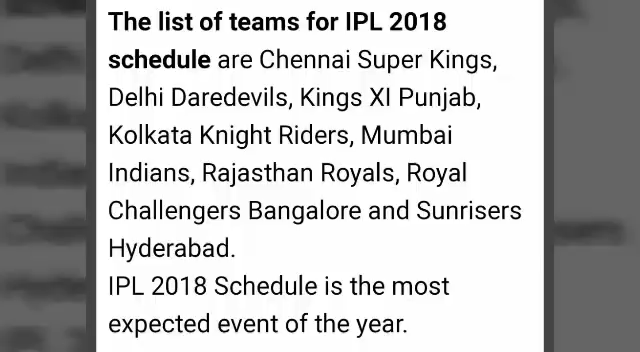 The list of teams for IPL 2018
schedule are Chennai Super Kings,
Delhi Daredevils, Kings XI Punjab,
Kolkata Knight Riders, Mumbai
Indians, Rajasthan Royals, Royal
Challengers Bangalore and Sunrisers
Hyderabad.
IPL 2018 Schedule is the most
expected event of the year.